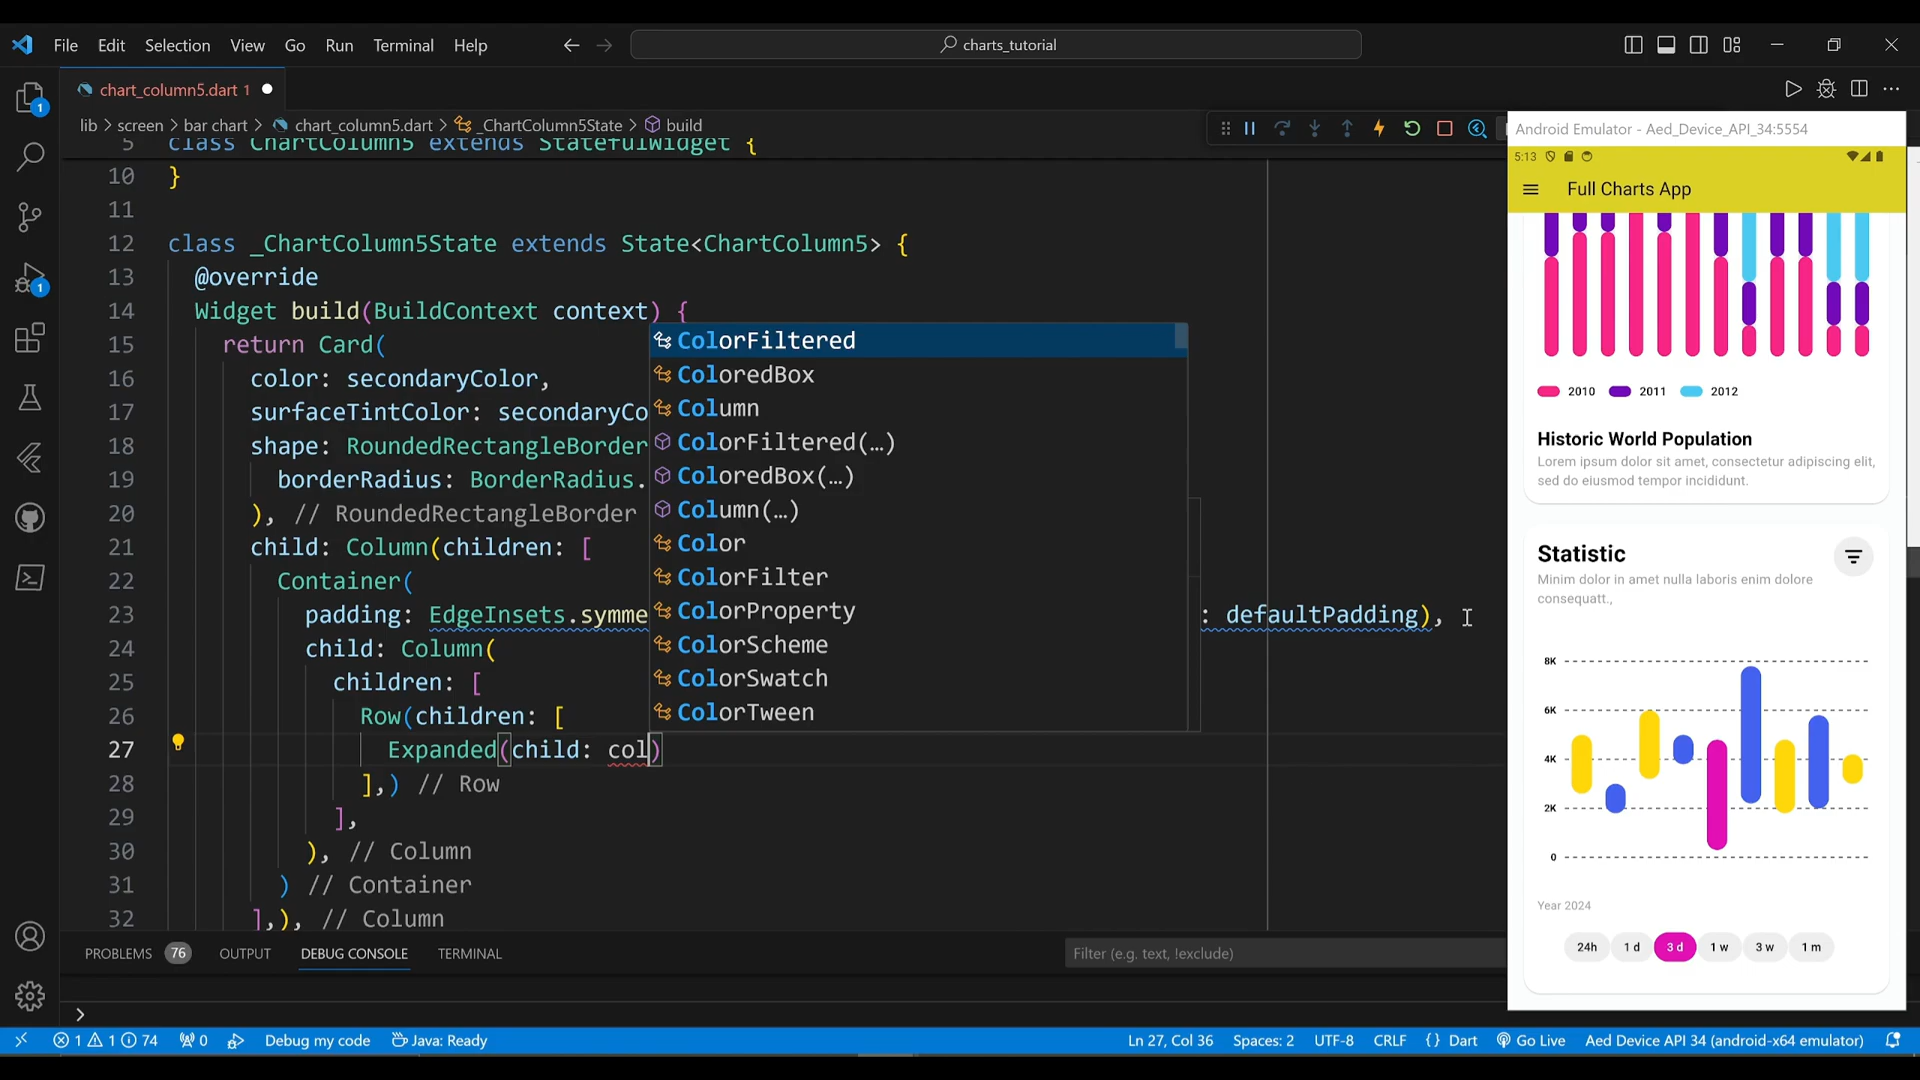 File Edit Selection View Go Run Terminal Help
charts_tutorial
chart_column5.dart 1
lib > screen > bar chart > chart_column5.dart > _ChartColumn5State > build
5 class ChartColumn5 extends StatefulWidget {
10 }
11
12 class _ChartColumn5State extends State<ChartColumn5> {
13 @override
14 Widget build(BuildContext context) {
15 return Card(
16 color: secondaryColor,
17 surfaceTintColor: secondaryCo
18 shape: RoundedRectangleBorder
19 borderRadius: BorderRadius.
20 ), // RoundedRectangleBorder
21 child: Column(children: [
22 Container(
23 padding: EdgeInsets.symme : defaultPadding),
24 child: Column(
25 children: [
26 Row(children: [
27 Expanded(child: col)
28 ],) // Row
29 ],
30 ), // Column
31 ) // Container
32 ],), // Column
ColorFiltered
ColoredBox
Column
ColorFiltered(…)
ColoredBox(…)
Column(…)
Color
ColorFilter
ColorProperty
ColorScheme
ColorSwatch
ColorTween
1
1
PROBLEMS 76 OUTPUT DEBUG CONSOLE TERMINAL
Filter (e.g. text, !exclude)
>
1 1 74 0 Debug my code Java: Ready
Ln 27, Col 36 Spaces: 2 UTF-8 CRLF {} Dart Go Live Aed Device API 34 (android-x64 emulator)
Android Emulator - Aed_Device_API_34:5554
5:13
Full Charts App
2010 2011 2012
Historic World Population
Lorem ipsum dolor sit amet, consectetur adipiscing elit,
sed do eiusmod tempor incididunt.
Statistic
Minim dolor in amet nulla laboris enim dolore
consequatt.,
8K
6K
4K
2K
0
Year 2024
24h 1 d 3 d 1 w 3 w 1 m